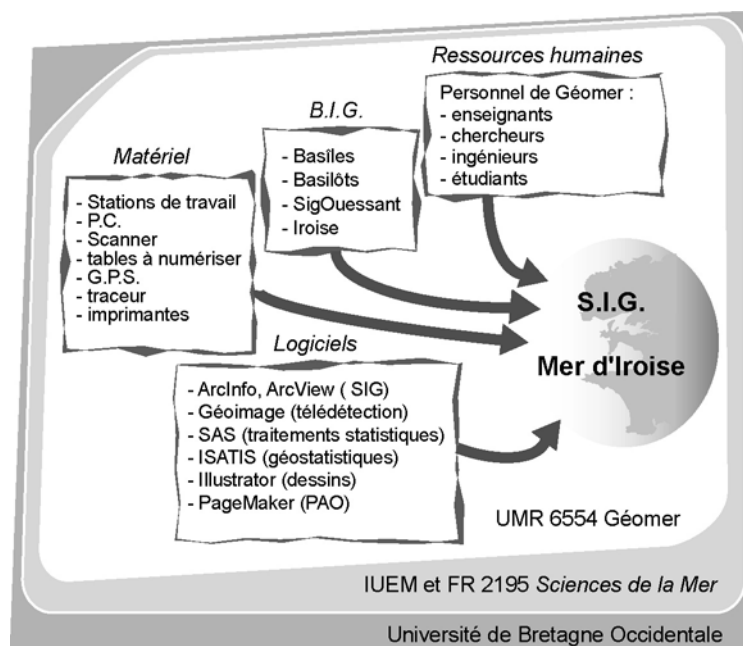 Ressources humaines
Personnel de Géomer :
- enseignants
- chercheurs
- ingénieurs
- étudiants
B.I.G.
- Basîles
- Basilôts
- SigOuessant
- Iroise
Matériel
- Stations de travail
- P.C.
- Scanner
- tables à numériser
- G.P.S.
- traceur
- imprimantes
Logiciels
- ArcInfo, ArcView ( SIG)
- Géoimage (télédétection)
- SAS (traitements statistiques)
- ISATIS (géostatistiques)
- Illustrator (dessins)
- PageMaker (PAO)
S.I.G.
Mer d'Iroise
UMR 6554 Géomer
IUEM et FR 2195 Sciences de la Mer
Université de Bretagne Occidentale